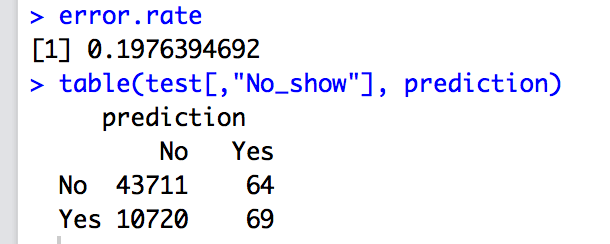 > error.rate
[1] 0.1976394692
> table(test[,"No_show"], prediction)
prediction
No Yes
No 43711 64
Yes 10720 69